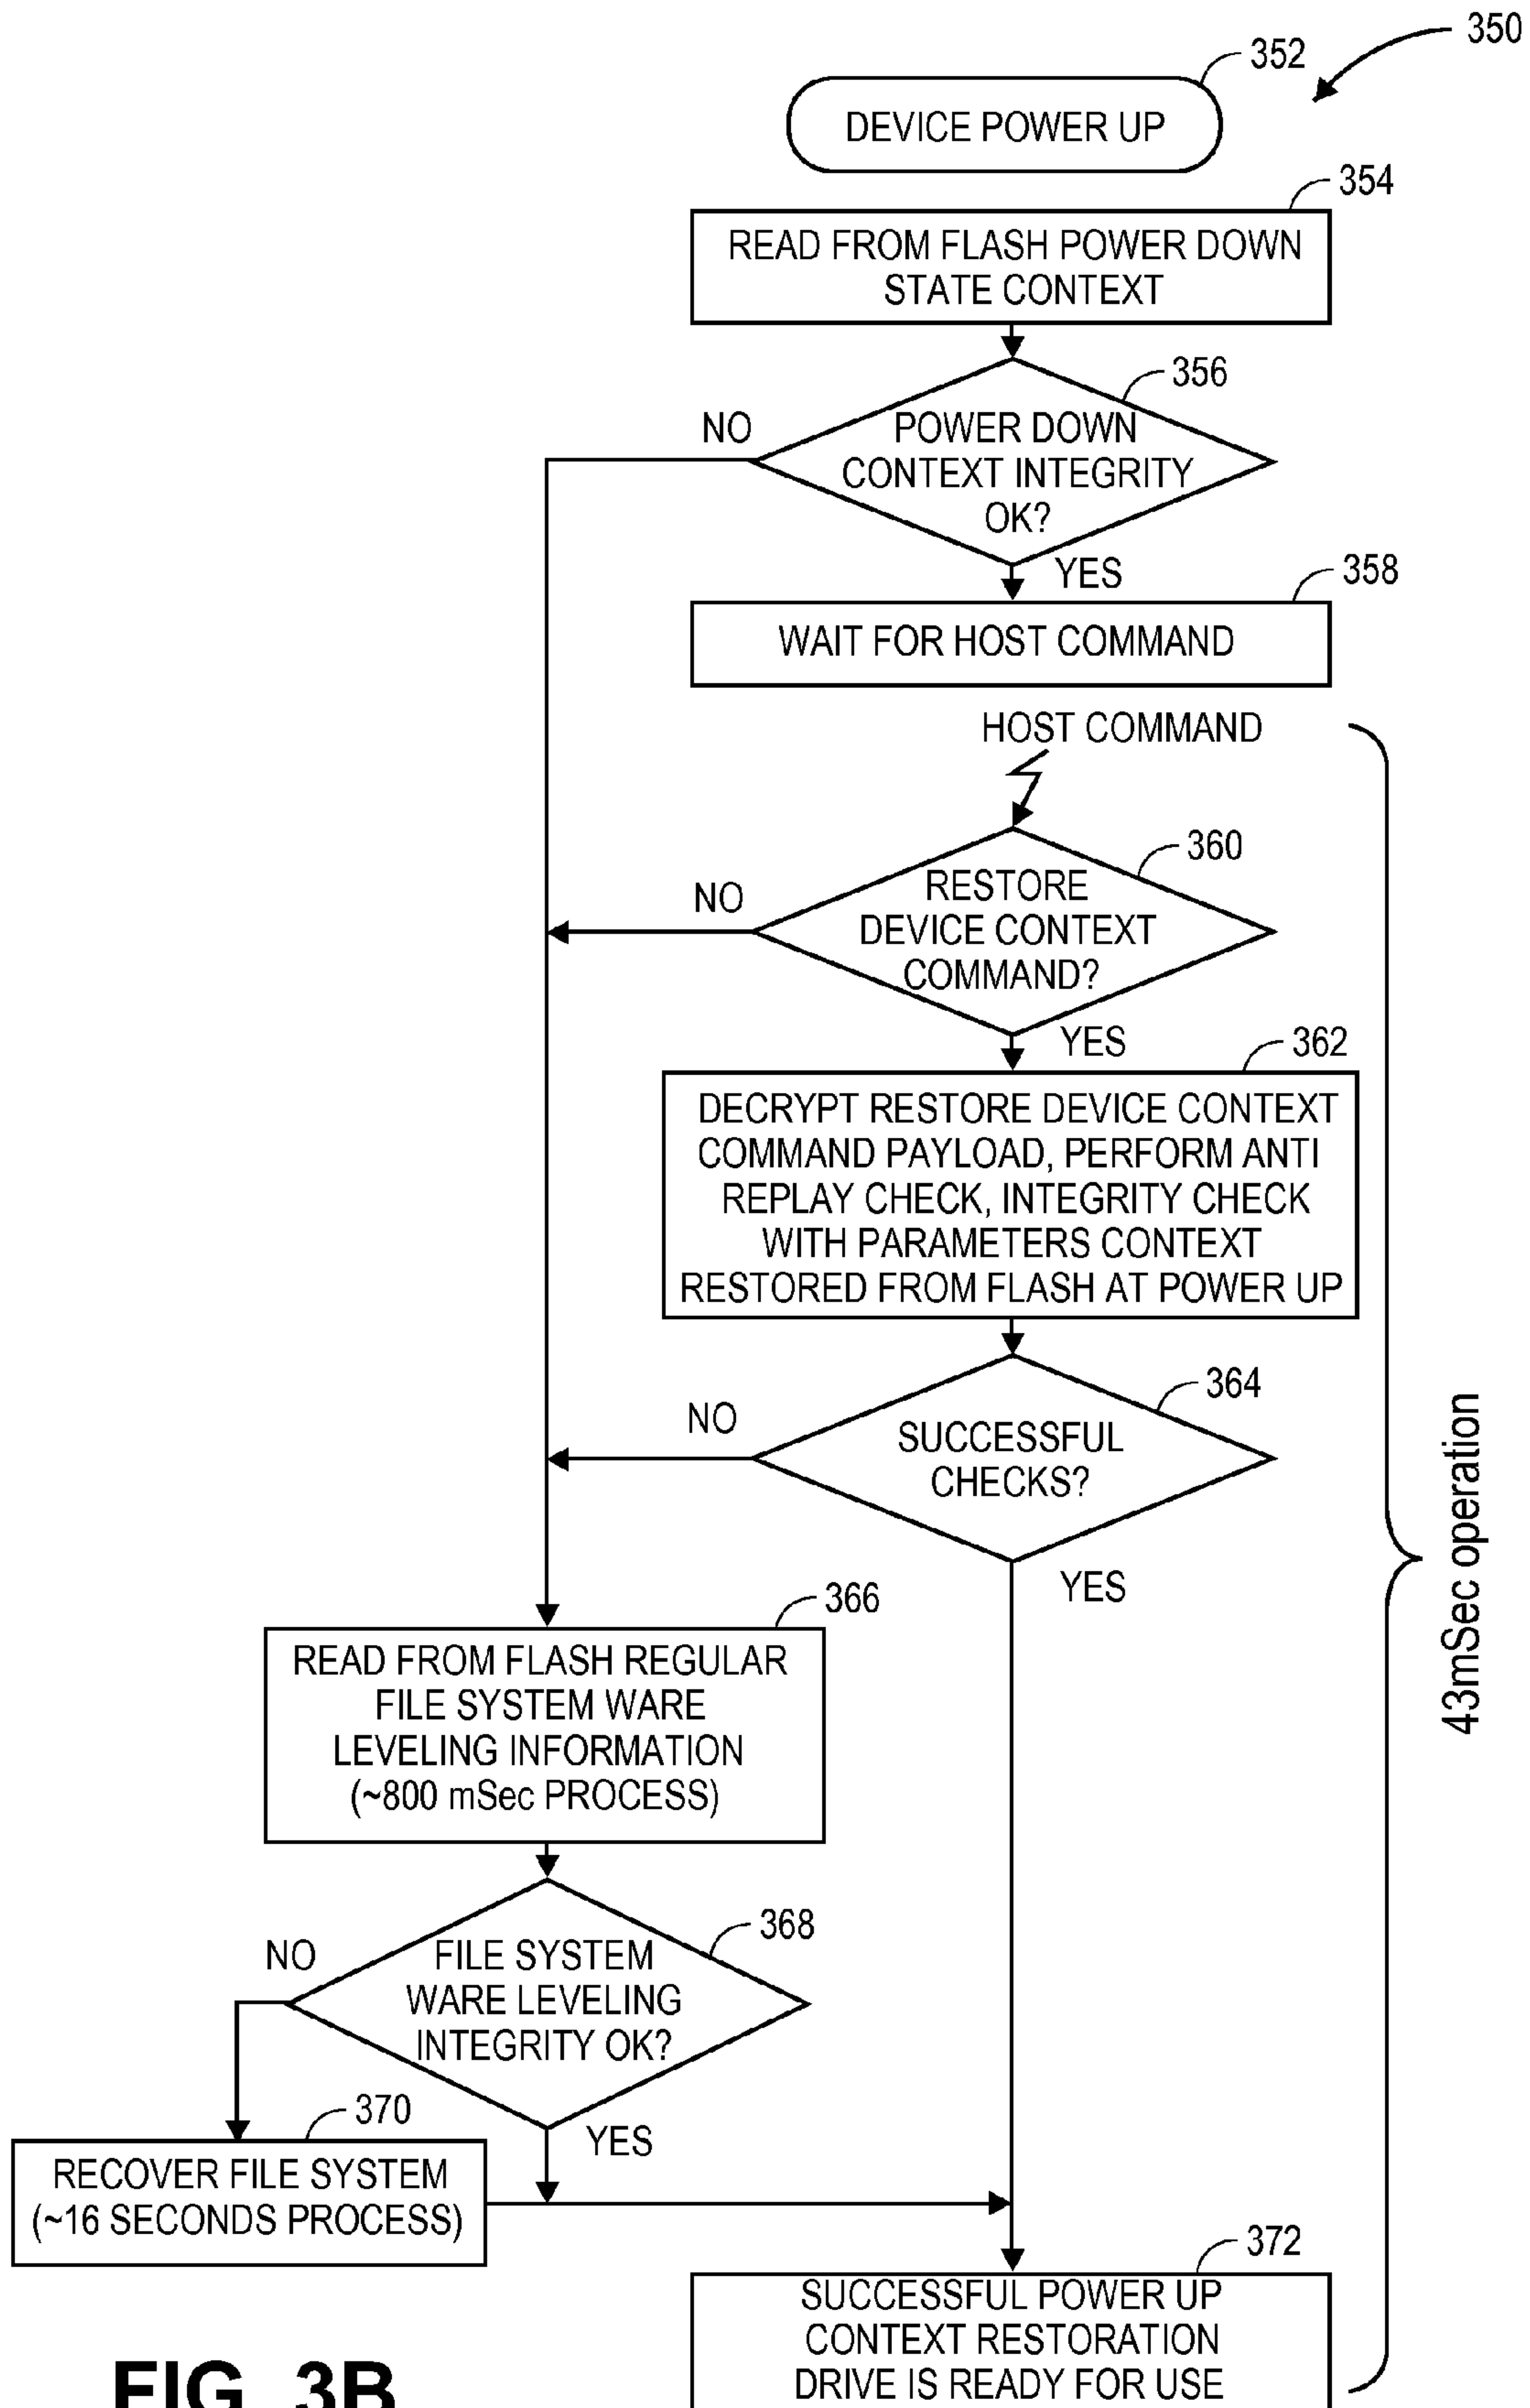 350
352
DEVICE POWER UP
354
READ FROM FLASH POWER DOWN
STATE CONTEXT
356
NO
POWER DOWN
CONTEXT INTEGRITY
OK?
YES
358
WAIT FOR HOST COMMAND
HOST COMMAND
360
NO
RESTORE
DEVICE CONTEXT
COMMAND?
YES
362
DECRYPT RESTORE DEVICE CONTEXT
COMMAND PAYLOAD, PERFORM ANTI
REPLAY CHECK, INTEGRITY CHECK
WITH PARAMETERS CONTEXT
RESTORED FROM FLASH AT POWER UP
364
NO
SUCCESSFUL
CHECKS?
YES
43mSec operation
366
READ FROM FLASH REGULAR
FILE SYSTEM WARE
LEVELING INFORMATION
(~800 mSec PROCESS)
368
NO
FILE SYSTEM
WARE LEVELING
INTEGRITY OK?
YES
370
RECOVER FILE SYSTEM
(~16 SECONDS PROCESS)
372
SUCCESSFUL POWER UP
CONTEXT RESTORATION
DRIVE IS READY FOR USE
FIG. 3B